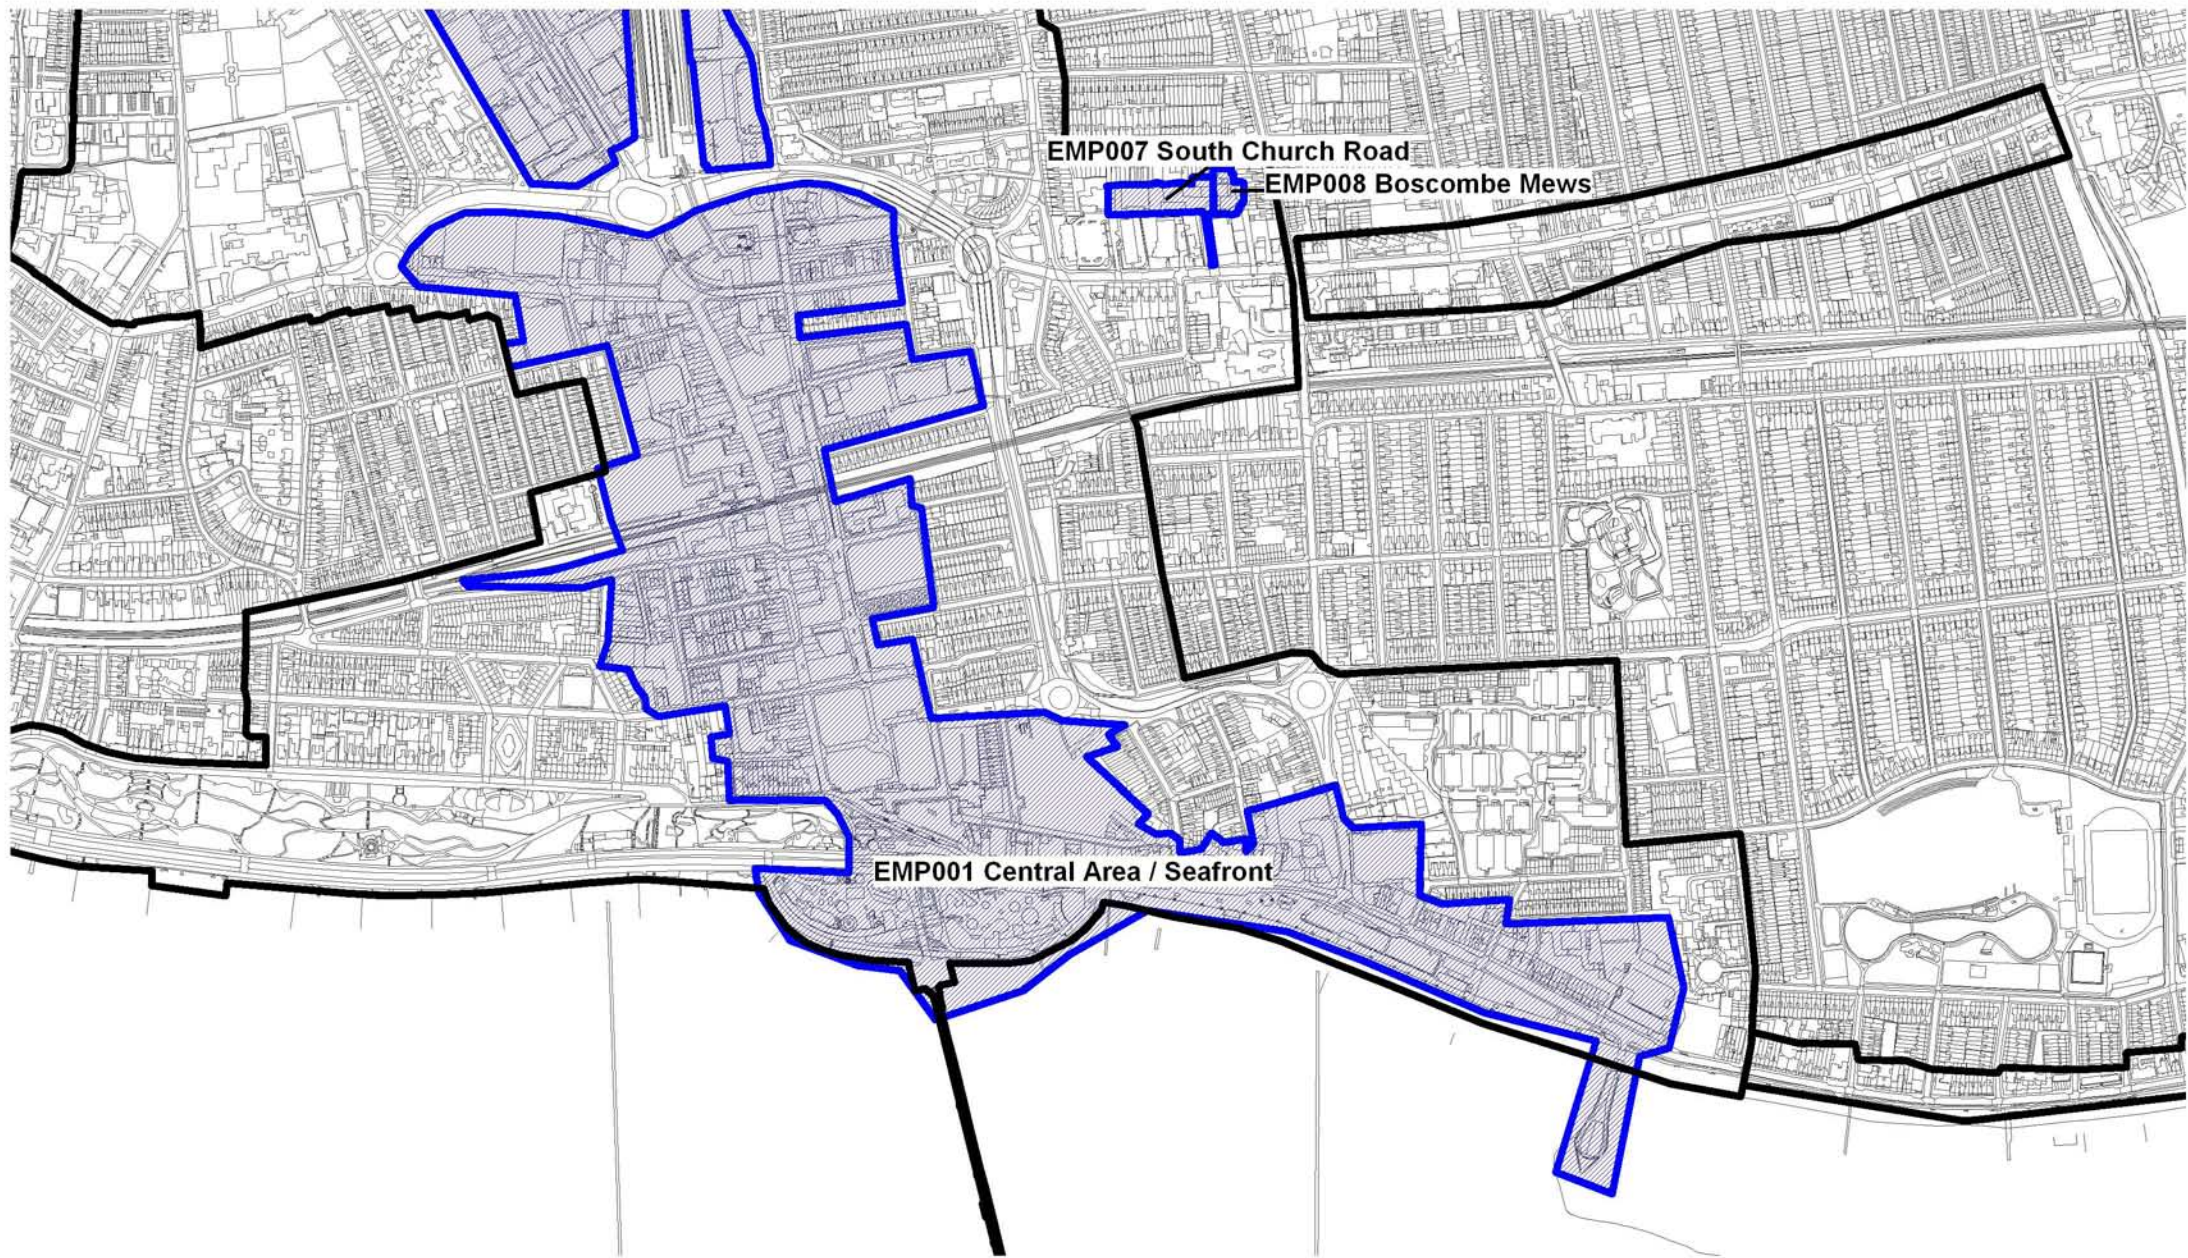 EMP007 South Church Road
EMP008 Boscombe Mews
EMP001 Central Area / Seafront